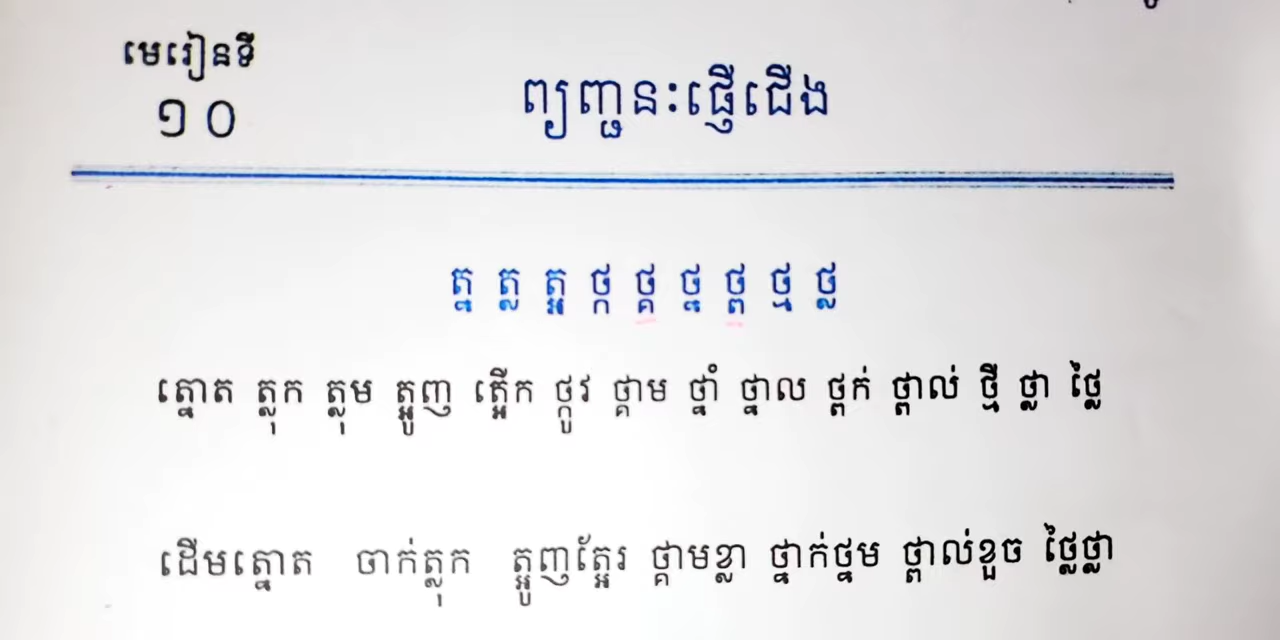 មេរៀនទី
១០
ព្យញ្ជនៈផ្ញើជើង
ត្ន ត្ល ត្អ ថ្ក ថ្គ ថ្ន ថ្ព ថ្ម ថ្ល
ត្នោត ត្លុក ត្លុម ត្អូញ ត្អើក ថ្កូវ ថ្គាម ថ្នាំ ថ្នាល ថ្ពក់ ថ្ពាល់ ថ្មី ថ្លា ថ្លៃ
ដើមត្នោត ចាក់ត្លុក ត្អូញត្អែរ ថ្គាមខ្លា ថ្នាក់ថ្នម ថ្ពាល់ខួច ថ្លៃថ្លា